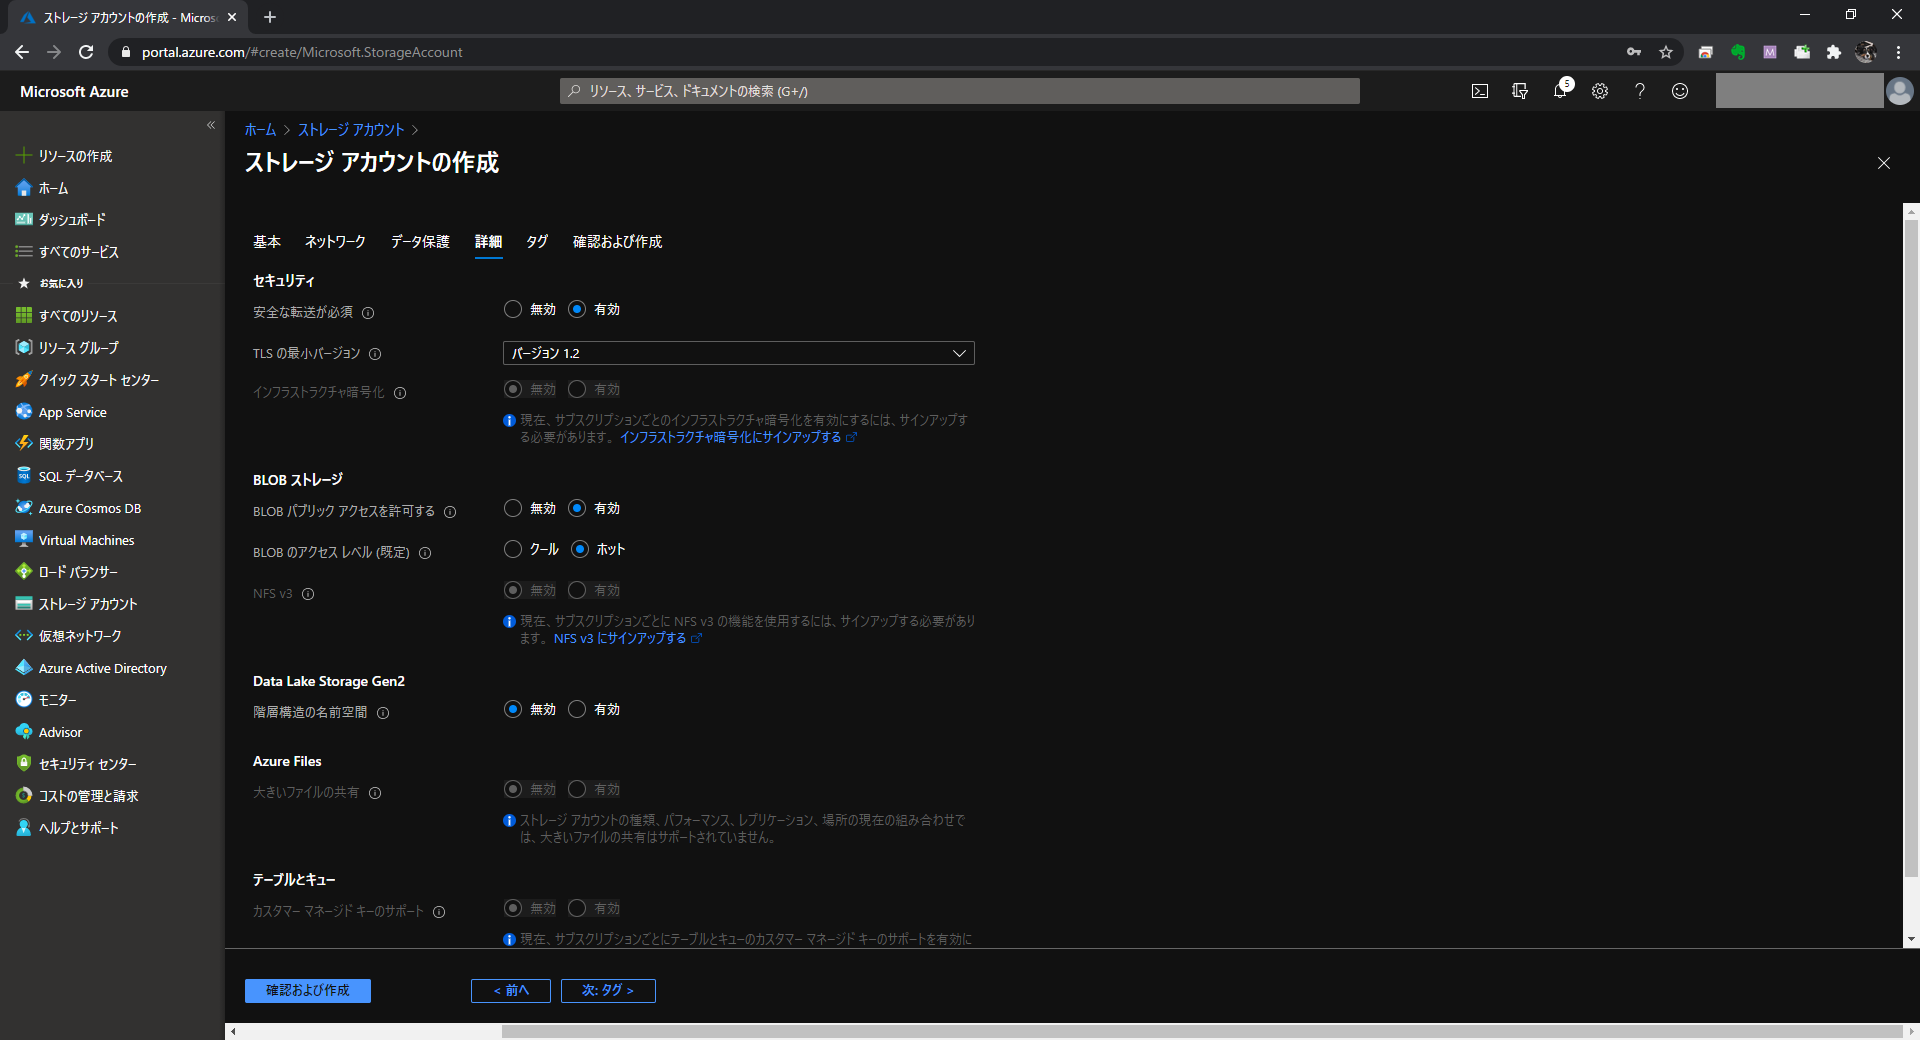 ストレージ アカウントの作成 - Micros
portal.azure.com/#create/Microsoft.StorageAccount
Microsoft Azure
リソース、サービス、ドキュメントの検索 (G+/)
5
リソースの作成
ホーム
ダッシュボード
すべてのサービス
お気に入り
すべてのリソース
リソース グループ
クイック スタート センター
App Service
関数アプリ
SQL データベース
Azure Cosmos DB
Virtual Machines
ロード バランサー
ストレージ アカウント
仮想ネットワーク
Azure Active Directory
モニター
Advisor
セキュリティ センター
コストの管理と請求
ヘルプとサポート
ホーム > ストレージ アカウント >
ストレージ アカウントの作成
基本 ネットワーク データ保護 詳細 タグ 確認および作成
セキュリティ
安全な転送が必須 無効 有効
TLS の最小バージョン バージョン 1.2
インフラストラクチャ暗号化 無効 有効
現在、サブスクリプションごとのインフラストラクチャ暗号化を有効にするには、サインアップす
る必要があります。 インフラストラクチャ暗号化にサインアップする
BLOB ストレージ
BLOB パブリック アクセスを許可する 無効 有効
BLOB のアクセス レベル (既定) クール ホット
NFS v3 無効 有効
現在、サブスクリプションごとに NFS v3 の機能を使用するには、サインアップする必要があり
ます。 NFS v3 にサインアップする
Data Lake Storage Gen2
階層構造の名前空間 無効 有効
Azure Files
大きいファイルの共有 無効 有効
ストレージ アカウントの種類、パフォーマンス、レプリケーション、場所の現在の組み合わせで
は、大きいファイルの共有はサポートされていません。
テーブルとキュー
カスタマー マネージド キーのサポート 無効 有効
現在、サブスクリプションごとにテーブルとキューのカスタマー マネージド キーのサポートを有効に
確認および作成 < 前へ 次: タグ >